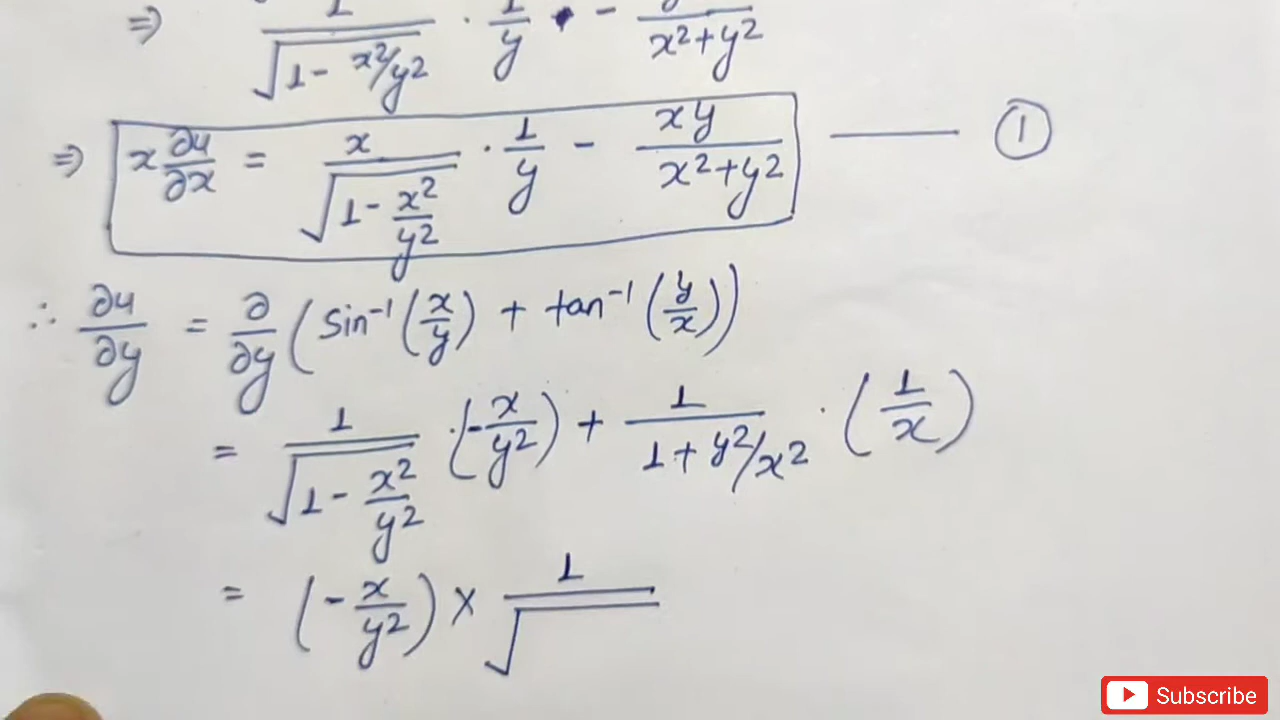 ⇒ 1/√(1 - x²/y²) · 1/y · - y/(x²+y²)
⇒ x ∂u/∂x = x/√(1 - x²/y²) · 1/y - xy/(x²+y²) —— ①
∴ ∂u/∂y = ∂/∂y (sin⁻¹(x/y) + tan⁻¹(y/x))
= 1/√(1 - x²/y²) · (-x/y²) + 1/(1 + y²/x²) · (1/x)
= (-x/y²) × 1/√
Subscribe